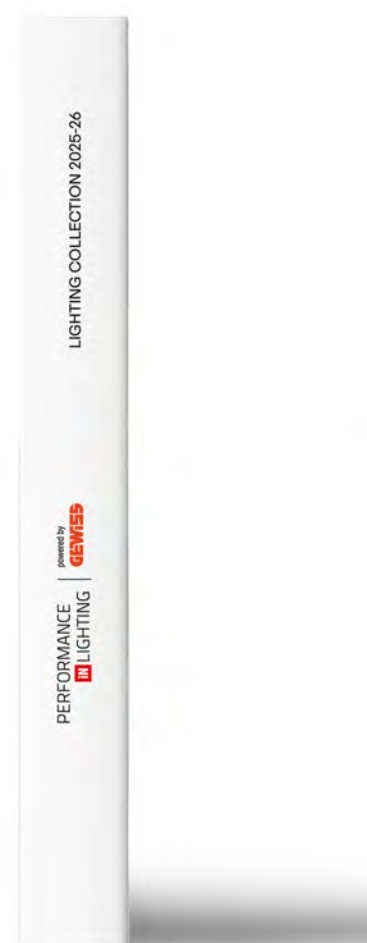 LIGHTING COLLECTION 2025-26
PERFORMANCE
iN LIGHTING
powered by
GEWISS